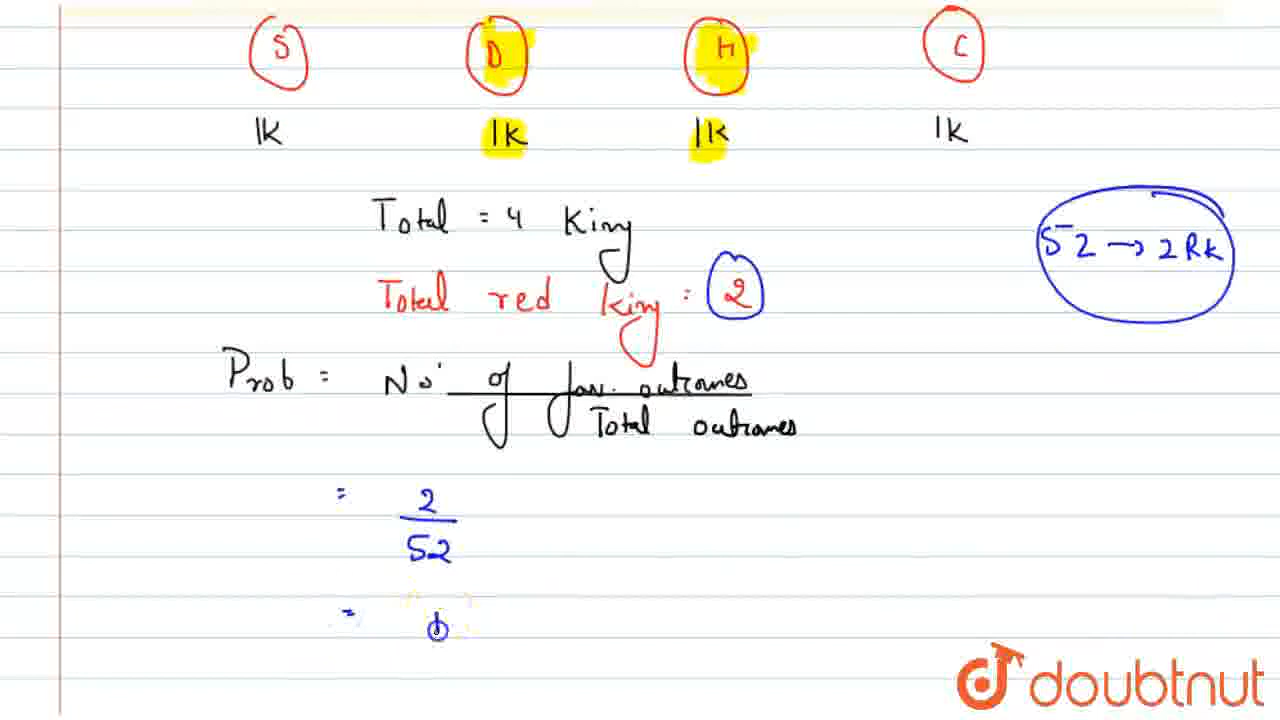 S D H C
1K 1K 1K 1K
Total = 4 King
52 → 2 RK
Total red king = 2
Prob = No. of fav. outcomes
Total outcomes
= 2
52
= 1
doubtnut